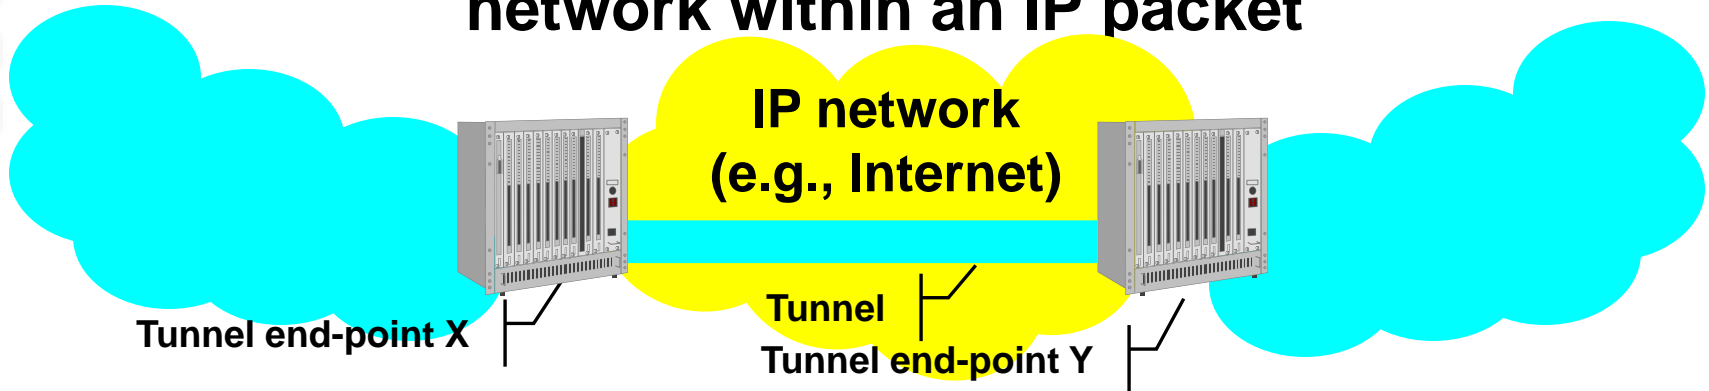 network within an IP packet
IP network
(e.g., Internet)
Tunnel
Tunnel end-point X
Tunnel end-point Y